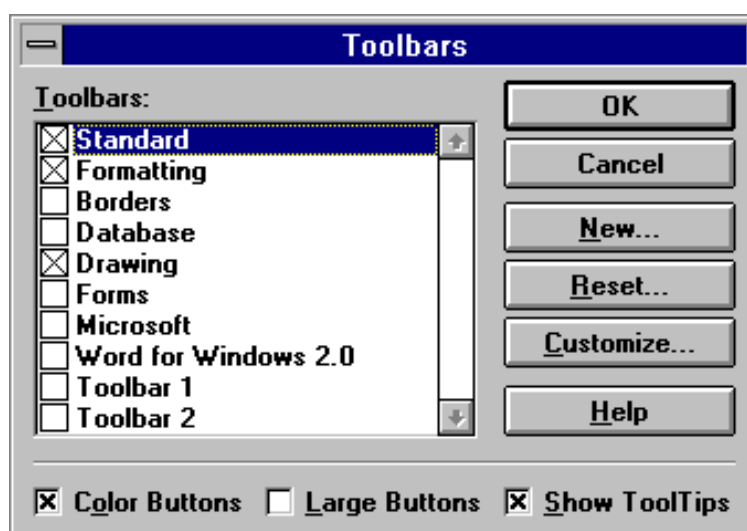 Toolbars
Toolbars:
Standard
Formatting
Borders
Database
Drawing
Forms
Microsoft
Word for Windows 2.0
Toolbar 1
Toolbar 2
OK
Cancel
New...
Reset...
Customize...
Help
Color Buttons Large Buttons Show ToolTips